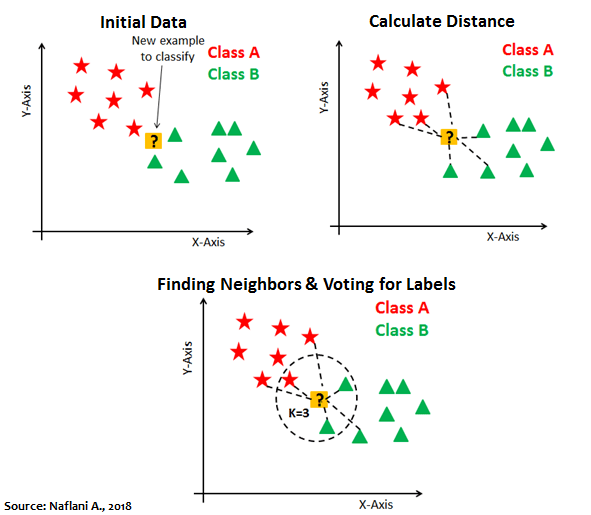 Initial Data
New example
to classify
Class A
Class B
?
Y-Axis
X-Axis
Calculate Distance
Class A
Class B
?
Y-Axis
X-Axis
Finding Neighbors & Voting for Labels
Class A
Class B
?
K=3
Y-Axis
X-Axis
Source: Naflani A., 2018